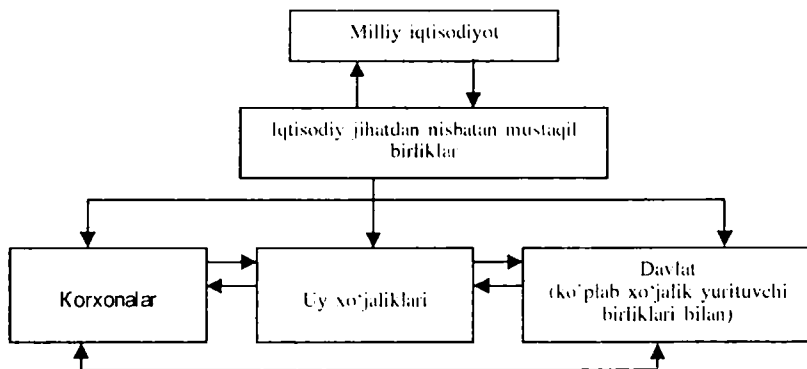 Milliy iqtisodiyot
Iqtisodiy jihatdan nisbatan mustaqil
birliklar
Korxonalar
Uy xo‘jaliklari
Davlat
(ko‘plab xo‘jalik yurituvchi
birliklari bilan)